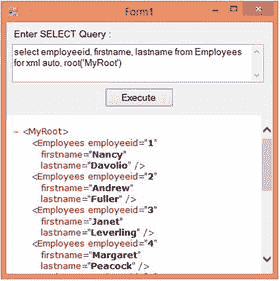 Form1
Enter SELECT Query :
select employeeid, firstname, lastname from Employees
for xml auto, root('MyRoot')
Execute
- <MyRoot>
<Employees employeeid="1"
firstname="Nancy"
lastname="Davolio" />
<Employees employeeid="2"
firstname="Andrew"
lastname="Fuller" />
<Employees employeeid="3"
firstname="Janet"
lastname="Leverling" />
<Employees employeeid="4"
firstname="Margaret"
lastname="Peacock" />